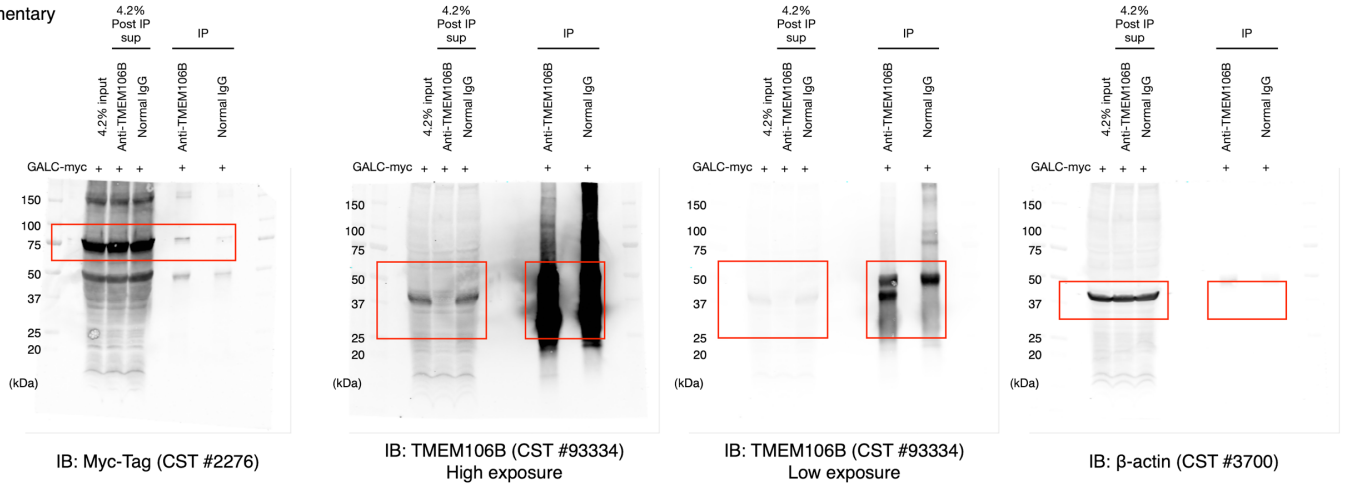 4.2%
Post IP
sup
IP
4.2% input
Anti-TMEM106B
Normal IgG
Anti-TMEM106B
Normal IgG
GALC-myc + + + + +
150
100
75
50
37
25
20
(kDa)
IB: Myc-Tag (CST #2276)
4.2%
Post IP
sup
IP
4.2% input
Anti-TMEM106B
Normal IgG
Anti-TMEM106B
Normal IgG
GALC-myc + + + + +
150
100
75
50
37
25
20
(kDa)
IB: TMEM106B (CST #93334)
High exposure
4.2%
Post IP
sup
IP
4.2% input
Anti-TMEM106B
Normal IgG
Anti-TMEM106B
Normal IgG
GALC-myc + + + + +
150
100
75
50
37
25
20
(kDa)
IB: TMEM106B (CST #93334)
Low exposure
4.2%
Post IP
sup
IP
4.2% input
Anti-TMEM106B
Normal IgG
Anti-TMEM106B
Normal IgG
GALC-myc + + + + +
150
100
75
50
37
25
20
(kDa)
IB: β-actin (CST #3700)